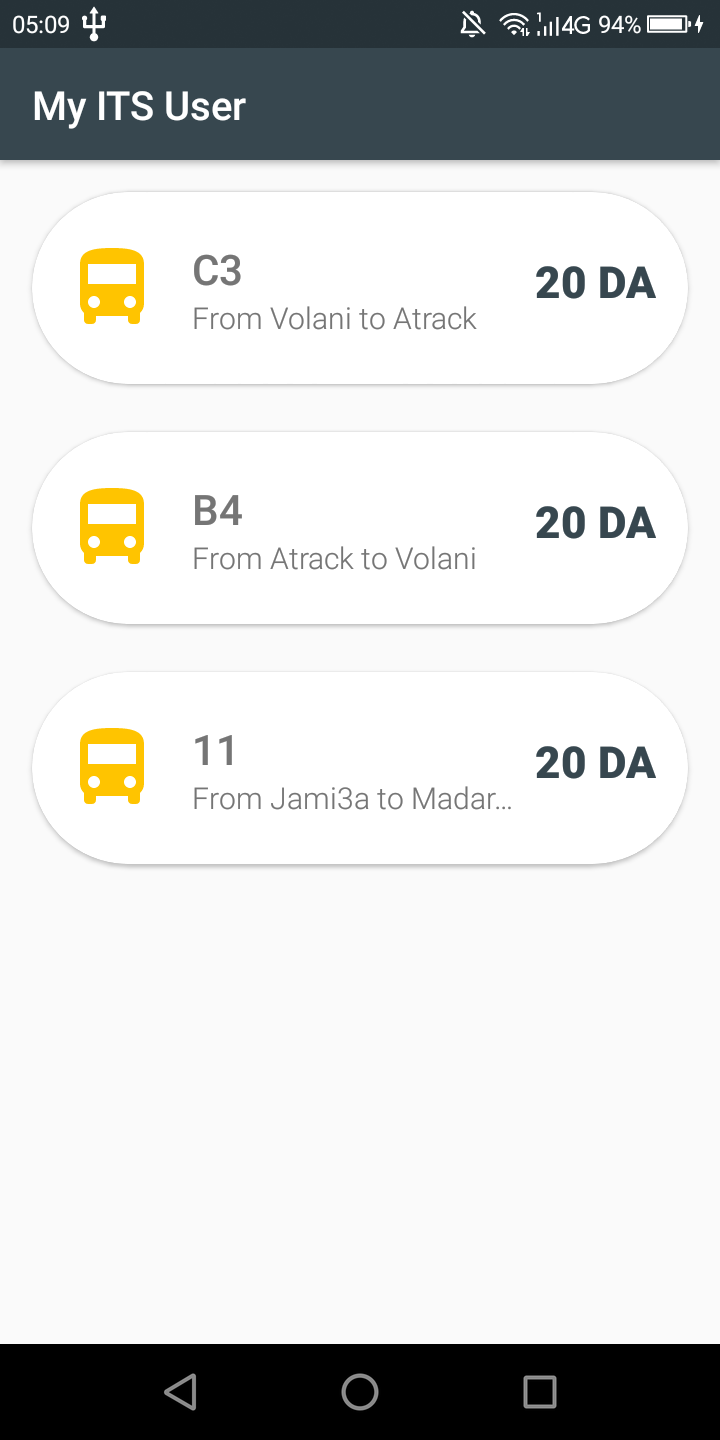 05:09 1 4G 94%
My ITS User
C3
From Volani to Atrack
20 DA
B4
From Atrack to Volani
20 DA
11
From Jami3a to Madar...
20 DA